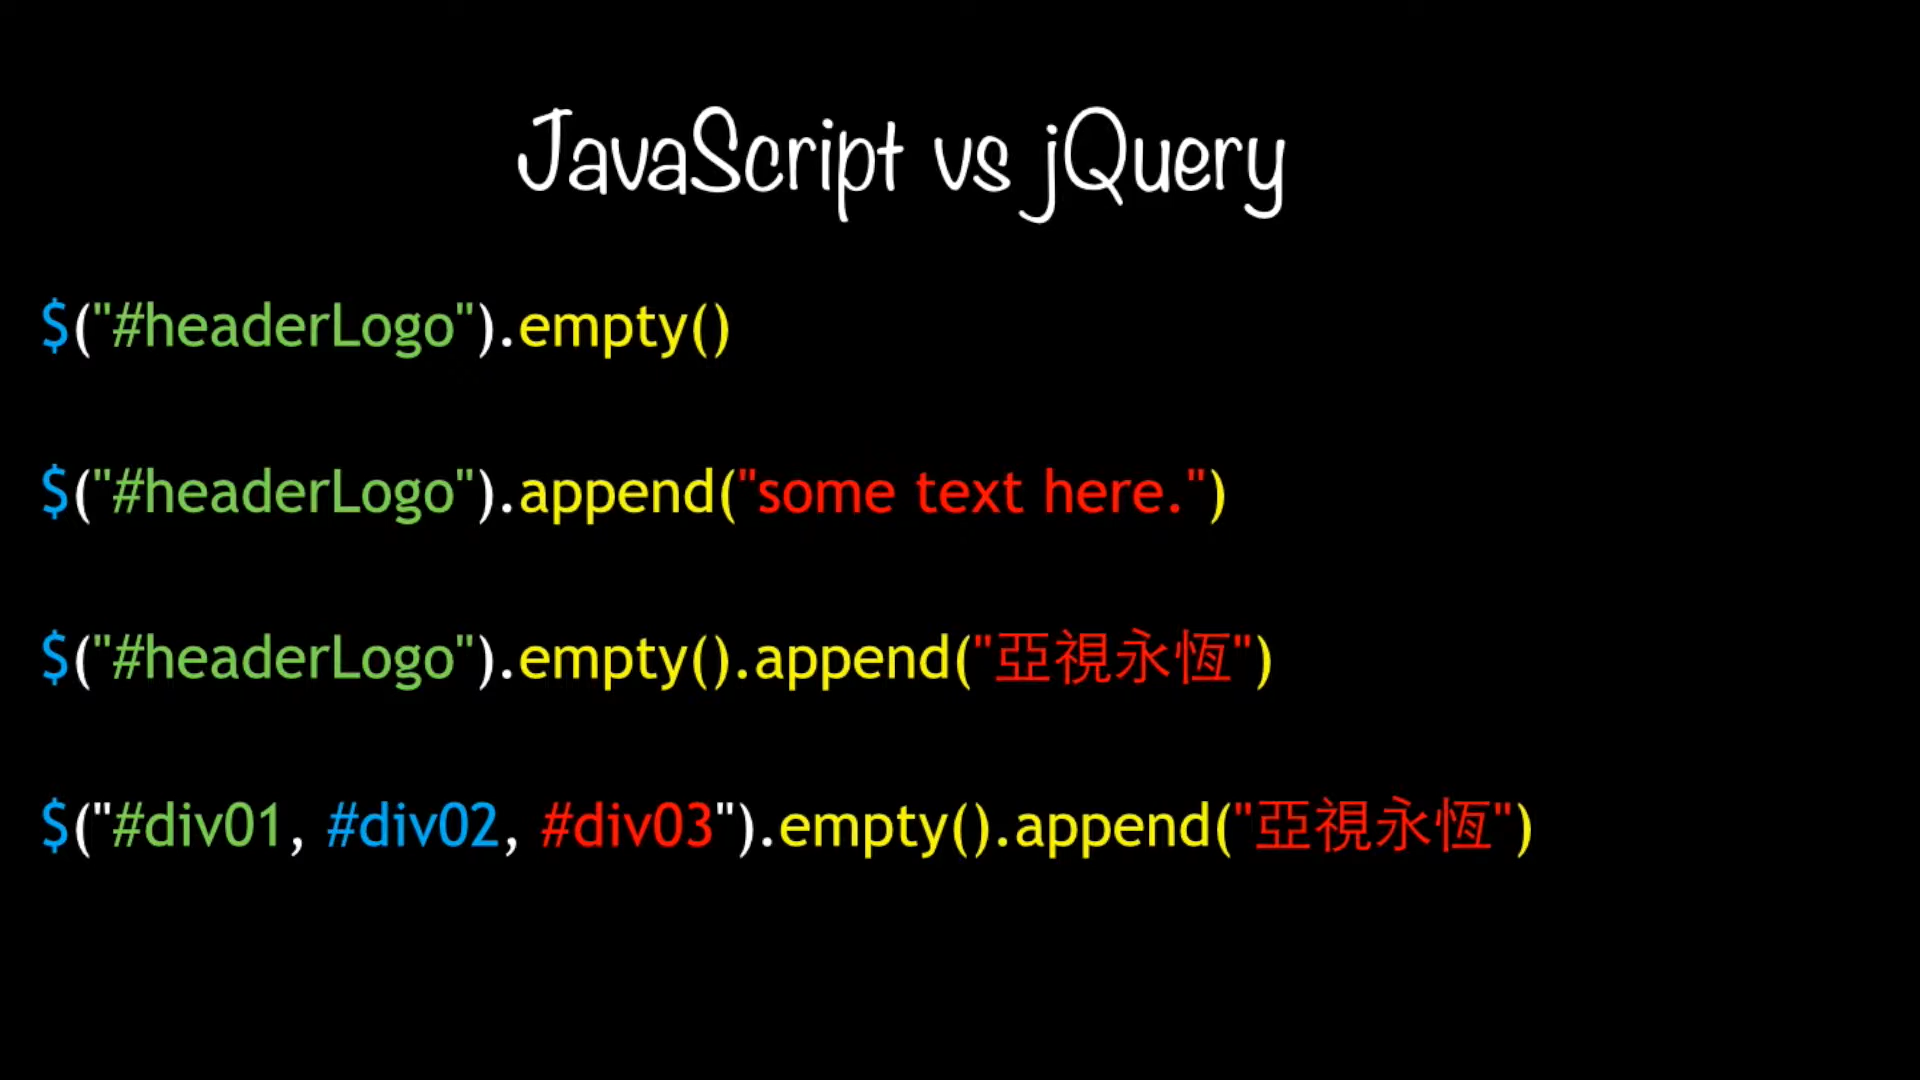 JavaScript vs jQuery
$("#headerLogo").empty()
$("#headerLogo").append("some text here.")
$("#headerLogo").empty().append("亞視永恆")
$("#div01, #div02, #div03").empty().append("亞視永恆")